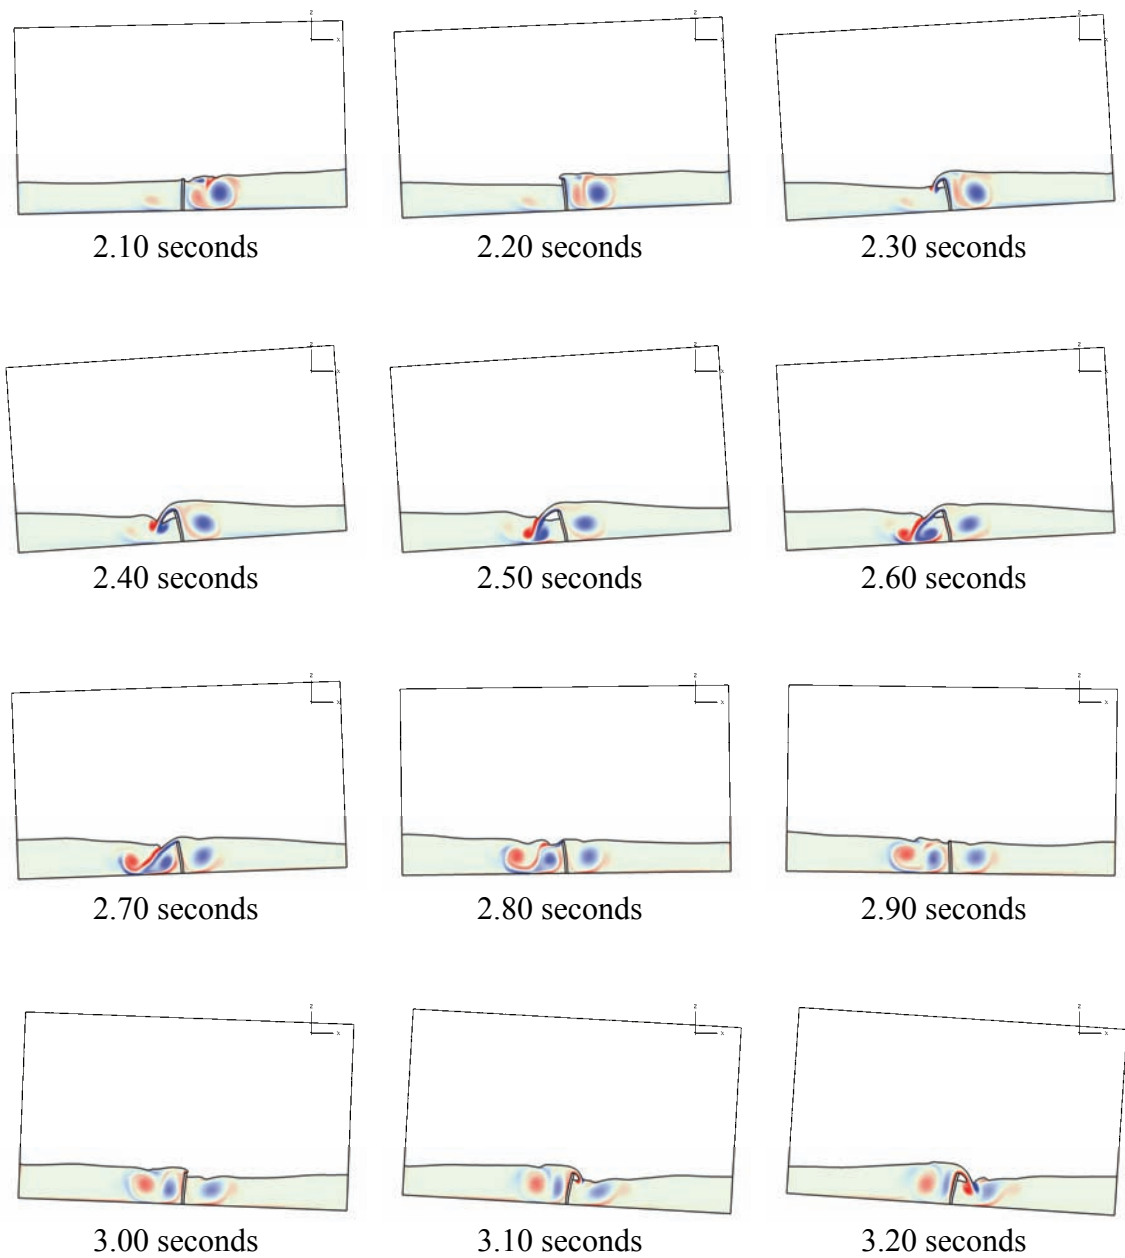 z
x
z
x
z
x
2.10 seconds
2.20 seconds
2.30 seconds
z
x
z
x
z
x
2.40 seconds
2.50 seconds
2.60 seconds
z
x
z
x
z
x
2.70 seconds
2.80 seconds
2.90 seconds
z
x
z
x
z
x
3.00 seconds
3.10 seconds
3.20 seconds